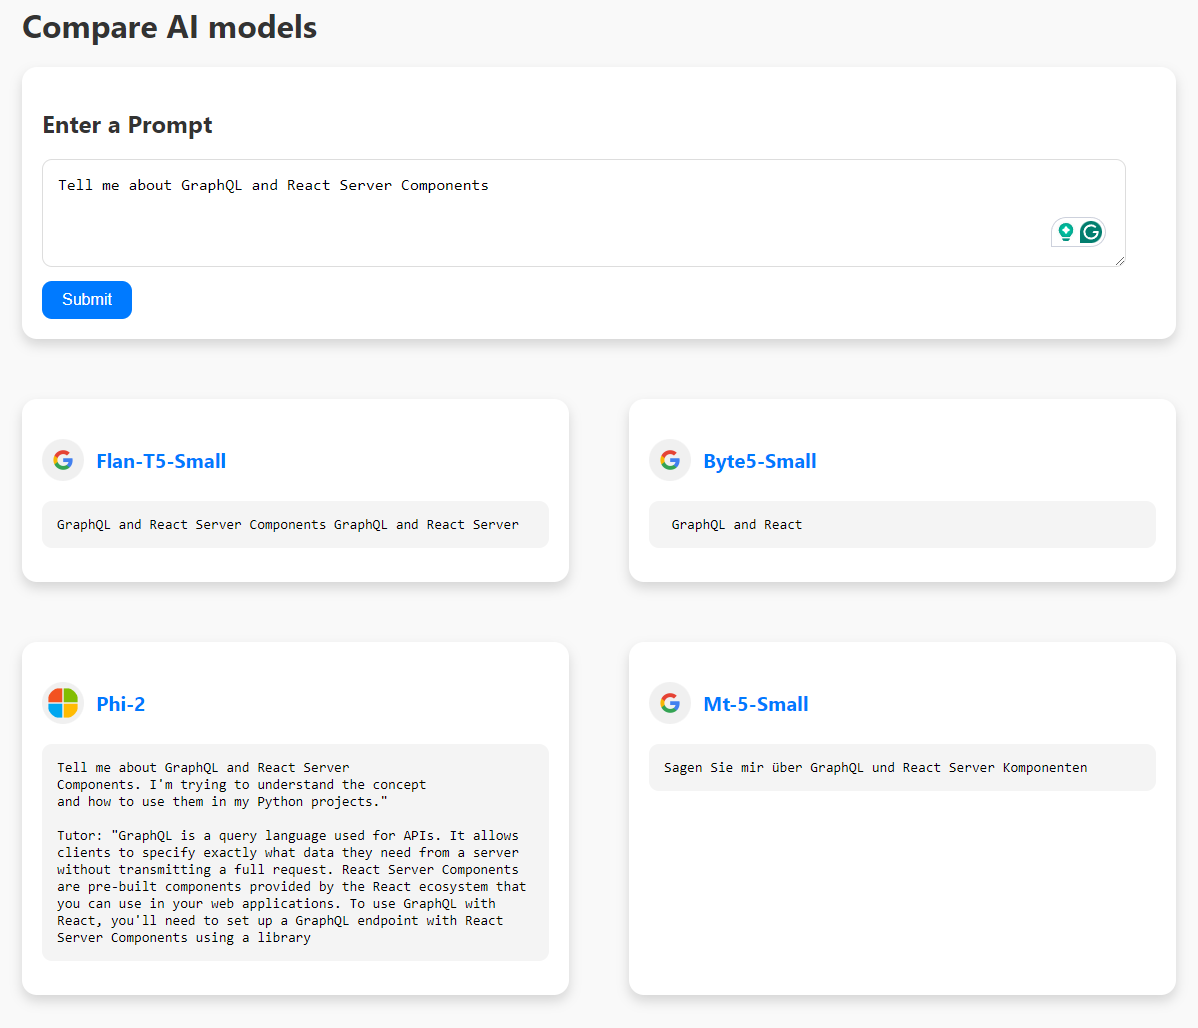 Compare AI models
Enter a Prompt
Tell me about GraphQL and React Server Components
Submit
Flan-T5-Small
GraphQL and React Server Components GraphQL and React Server
Byte5-Small
GraphQL and React
Phi-2
Tell me about GraphQL and React Server
Components. I'm trying to understand the concept
and how to use them in my Python projects."
Tutor: "GraphQL is a query language used for APIs. It allows
clients to specify exactly what data they need from a server
without transmitting a full request. React Server Components
are pre-built components provided by the React ecosystem that
you can use in your web applications. To use GraphQL with
React, you'll need to set up a GraphQL endpoint with React
Server Components using a library
Mt-5-Small
Sagen Sie mir über GraphQL und React Server Komponenten